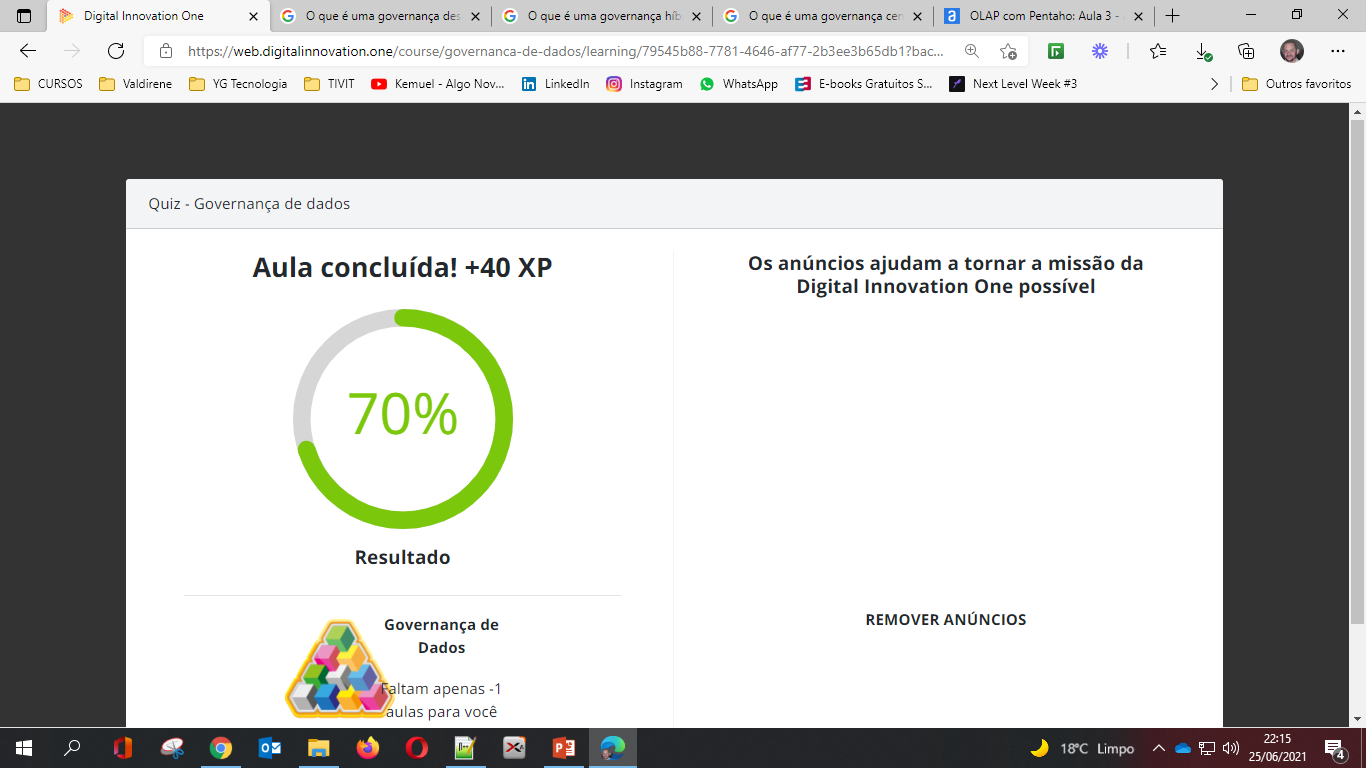 Digital Innovation One
O que é uma governança des
O que é uma governança híb
O que é uma governança cen
OLAP com Pentaho: Aula 3 -
https://web.digitalinnovation.one/course/governanca-de-dados/learning/79545b88-7781-4646-af77-2b3ee3b65db1?bac...
CURSOS
Valdirene
YG Tecnologia
TIVIT
Kemuel - Algo Nov...
LinkedIn
Instagram
WhatsApp
E-books Gratuitos S...
Next Level Week #3
Outros favoritos
Quiz - Governança de dados
Aula concluída! +40 XP
70%
Resultado
Governança de
Dados
Faltam apenas -1
aulas para você
Os anúncios ajudam a tornar a missão da
Digital Innovation One possível
REMOVER ANÚNCIOS
18°C Limpo
22:15
25/06/2021
4